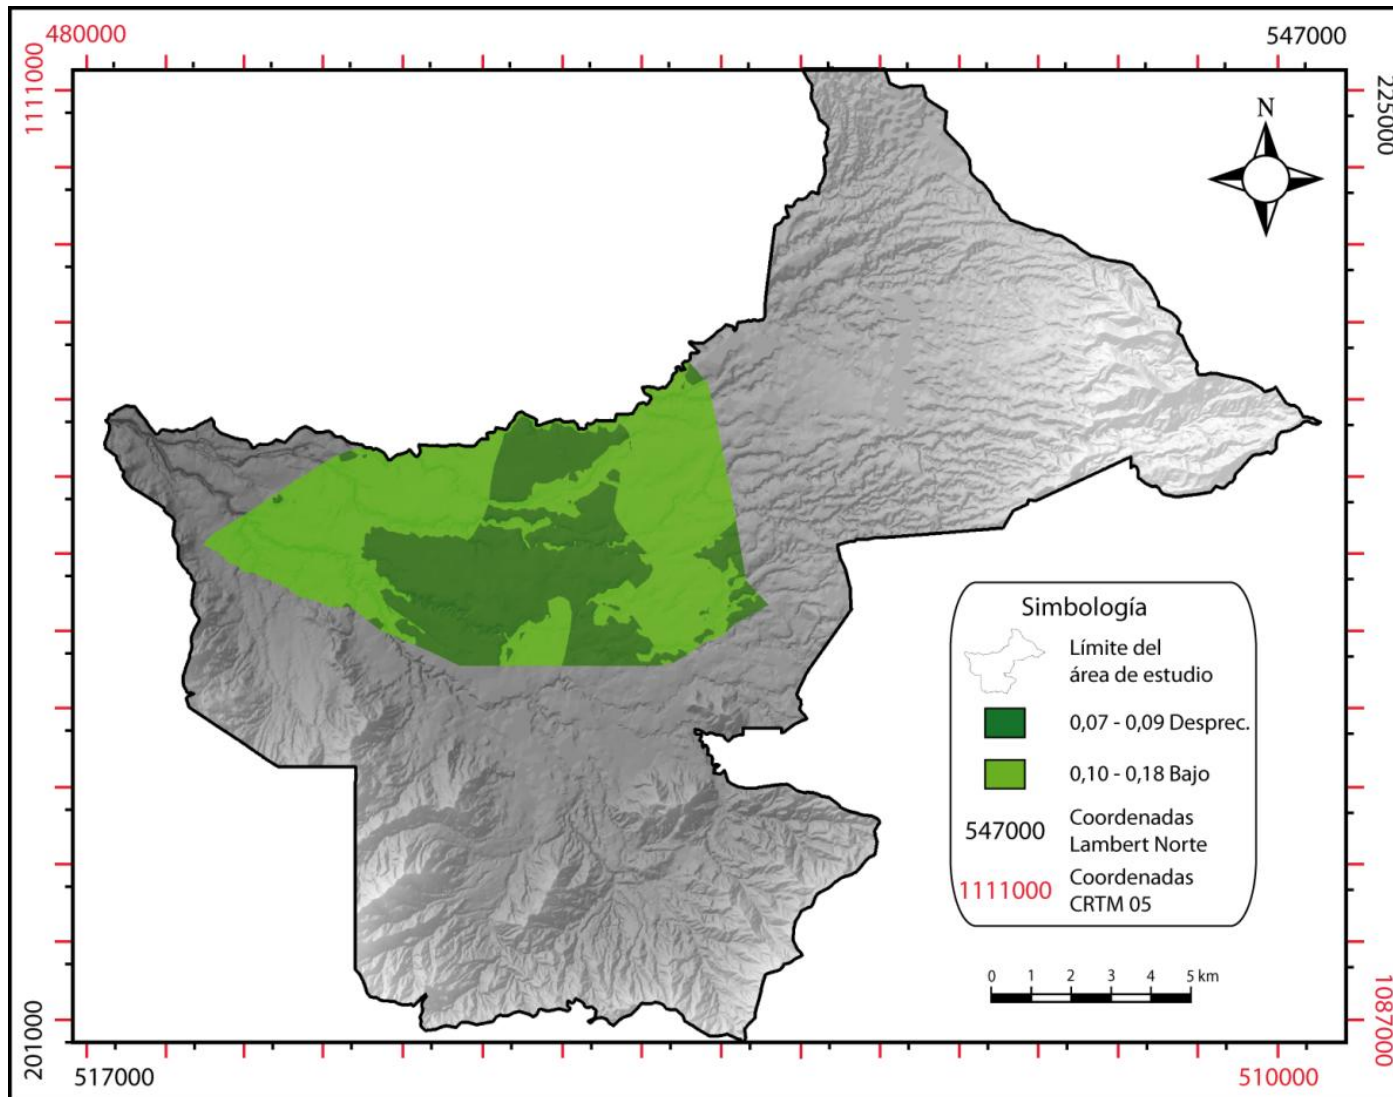 480000
547000
1111000
225000
N
Simbología
Límite del
área de estudio
0,07 - 0,09 Desprec.
0,10 - 0,18 Bajo
547000
Coordenadas
Lambert Norte
1111000
Coordenadas
CRTM 05
0 1 2 3 4 5 km
201000
1087000
517000
510000